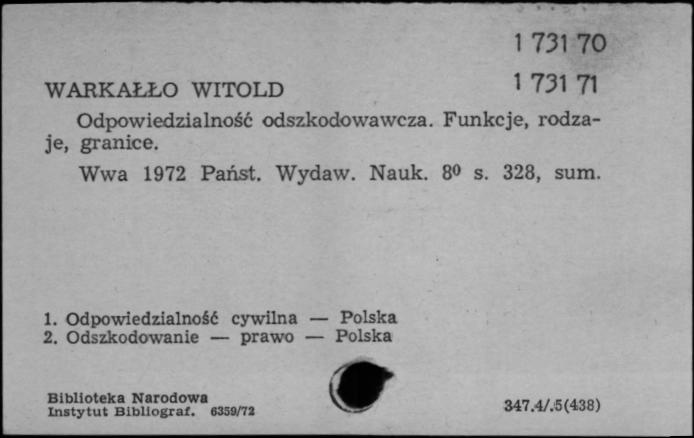 1 731 70
WARKAŁŁO WITOLD 1 731 71
Odpowiedzialność odszkodowawcza. Funkcje, rodza-
je, granice.
Wwa 1972 Państ. Wydaw. Nauk. 8⁰ s. 328, sum.
1. Odpowiedzialność cywilna — Polska
2. Odszkodowanie — prawo — Polska
Biblioteka Narodowa
Instytut Bibliograf. 6359/72 347.4/.5(438)